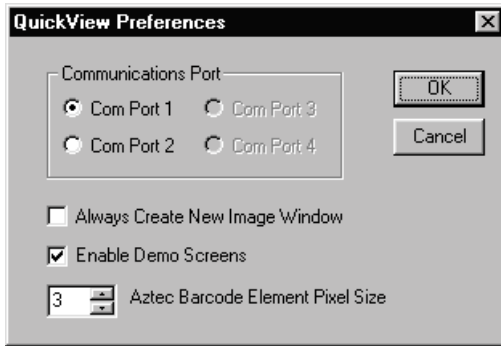 QuickView Preferences
Communications Port
Com Port 1
Com Port 3
Com Port 2
Com Port 4
OK
Cancel
Always Create New Image Window
Enable Demo Screens
3 Aztec Barcode Element Pixel Size